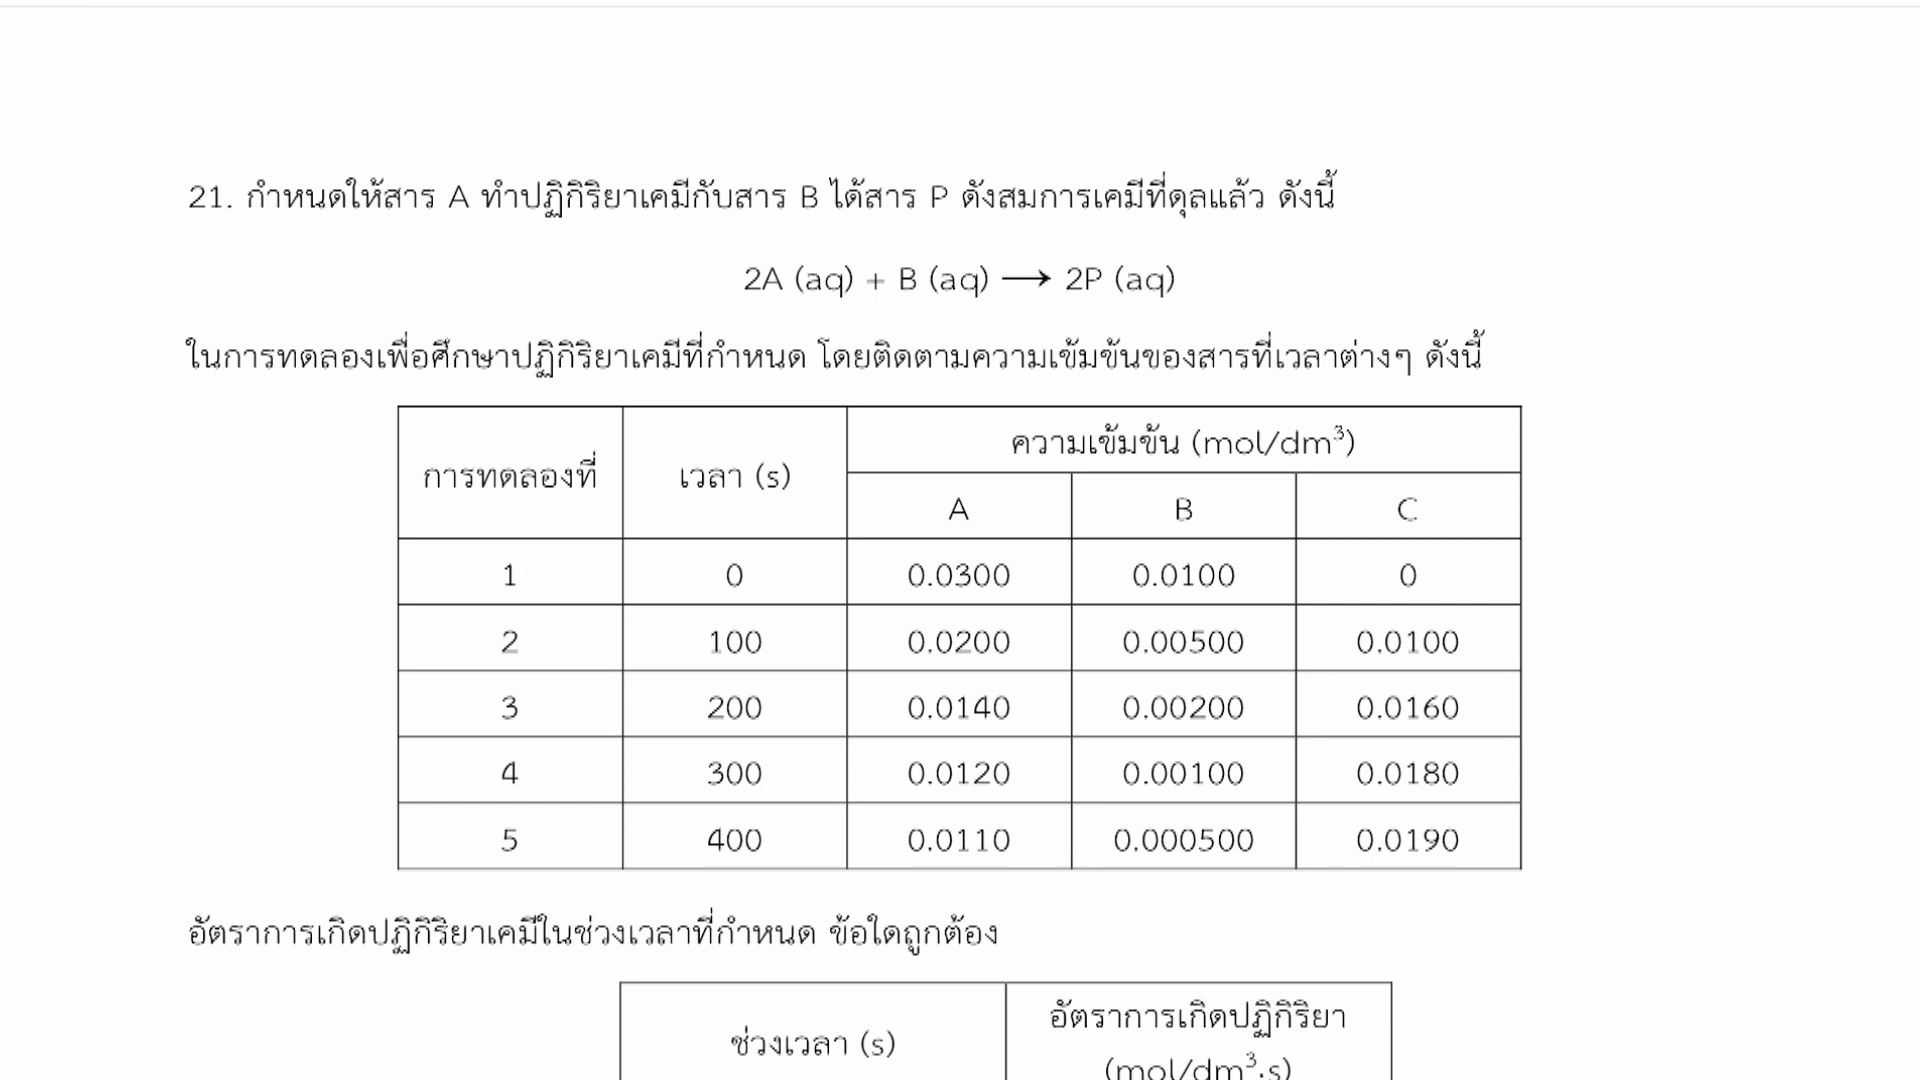 21. กำหนดให้สาร A ทำปฏิกิริยาเคมีกับสาร B ได้สาร P ดังสมการเคมีที่ดุลแล้ว ดังนี้
2A (aq) + B (aq) ⟶ 2P (aq)
ในการทดลองเพื่อศึกษาปฏิกิริยาเคมีที่กำหนด โดยติดตามความเข้มข้นของสารที่เวลาต่างๆ ดังนี้
การทดลองที่ เวลา (s) ความเข้มข้น (mol/dm³)
A B C
1 0 0.0300 0.0100 0
2 100 0.0200 0.00500 0.0100
3 200 0.0140 0.00200 0.0160
4 300 0.0120 0.00100 0.0180
5 400 0.0110 0.000500 0.0190
อัตราการเกิดปฏิกิริยาเคมีในช่วงเวลาที่กำหนด ข้อใดถูกต้อง
ช่วงเวลา (s) อัตราการเกิดปฏิกิริยา
(mol/dm³·s)